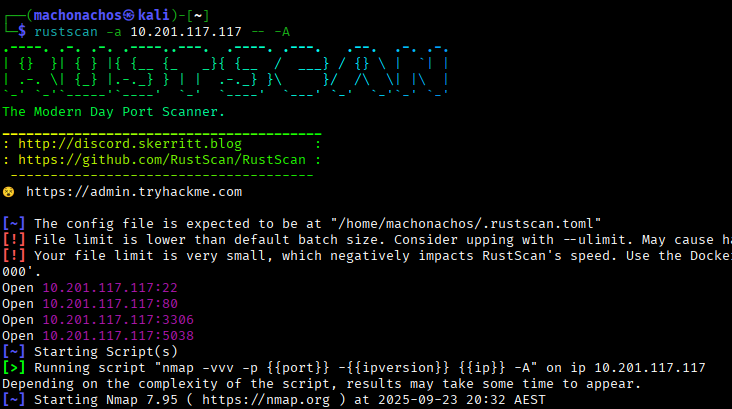 ┌──(machonachos㉿kali)-[~]
└─$ rustscan -a 10.201.117.117 -- -A
.----. .-. .-. .----..---.  .----. .---.   .--.  .-. .-.
| {}  }| { } |{ {__ {_   _}{ {__  /  ___} / {} \ |  `| |
| .-. \| {_} |.-._} } | |  .-._} }\     }/  /\  \| |\  |
`-' `-'`-----'`----'  `-'  `----'  `---' `-'  `-'`-' `-'
The Modern Day Port Scanner.
________________________________________
: http://discord.skerritt.blog         :
: https://github.com/RustScan/RustScan :
 --------------------------------------
😵 https://admin.tryhackme.com
[~] The config file is expected to be at "/home/machonachos/.rustscan.toml"
[!] File limit is lower than default batch size. Consider upping with --ulimit. May cause ha
[!] Your file limit is very small, which negatively impacts RustScan's speed. Use the Docke
000'.
Open 10.201.117.117:22
Open 10.201.117.117:80
Open 10.201.117.117:3306
Open 10.201.117.117:5038
[~] Starting Script(s)
[>] Running script "nmap -vvv -p {{port}} -{{ipversion}} {{ip}} -A" on ip 10.201.117.117
Depending on the complexity of the script, results may take some time to appear.
[~] Starting Nmap 7.95 ( https://nmap.org ) at 2025-09-23 20:32 AEST